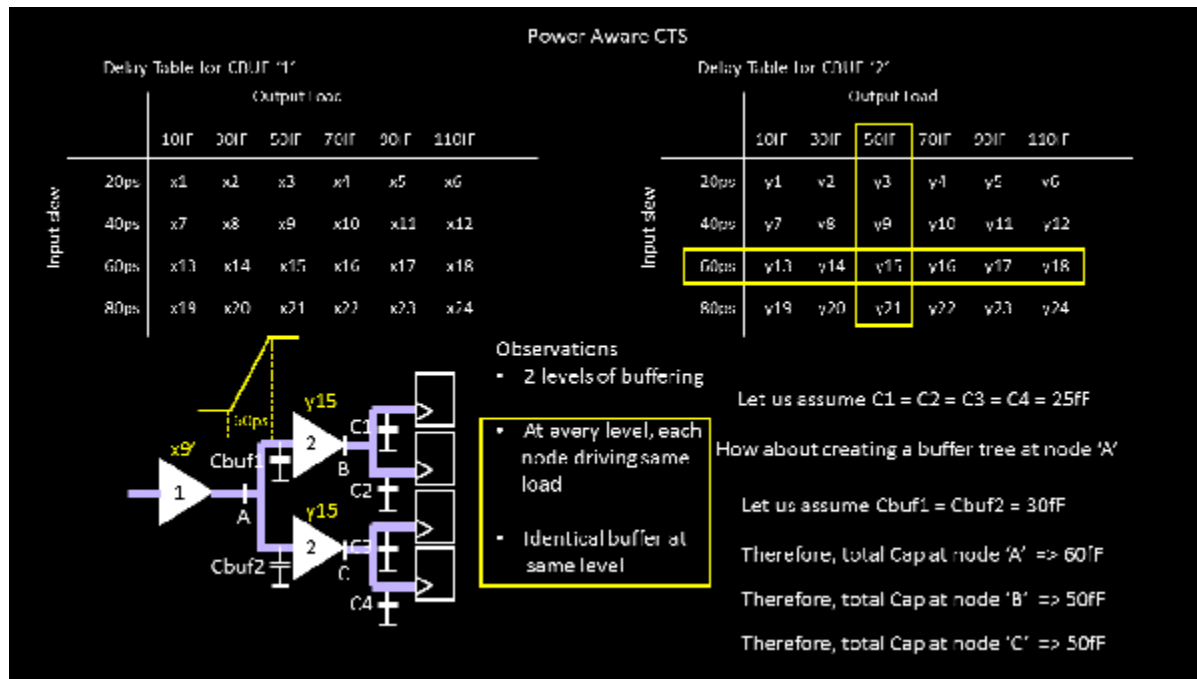 Power Aware CTS
Delay Table for CBUF '1'
Output Load
10fF 30fF 50fF 70fF 90fF 110fF
Input slew
20ps x1 x2 x3 x4 x5 x6
40ps x7 x8 x9 x10 x11 x12
60ps x13 x14 x15 x16 x17 x18
80ps x19 x20 x21 x22 x23 x24
Delay Table for CBUF '2'
Output Load
10fF 30fF 50fF 70fF 90fF 110fF
Input slew
20ps y1 y2 y3 y4 y5 y6
40ps y7 y8 y9 y10 y11 y12
60ps y13 y14 y15 y16 y17 y18
80ps y19 y20 y21 y22 y23 y24
60ps
x9'
1
A
Cbuf1
Cbuf2
y15
2
B
y15
2
C
C1
C2
C3
C4
Observations
• 2 levels of buffering
• At every level, each
node driving same
load
• Identical buffer at
same level
Let us assume C1 = C2 = C3 = C4 = 25fF
How about creating a buffer tree at node 'A'
Let us assume Cbuf1 = Cbuf2 = 30fF
Therefore, total Cap at node 'A' => 60fF
Therefore, total Cap at node 'B' => 50fF
Therefore, total Cap at node 'C' => 50fF